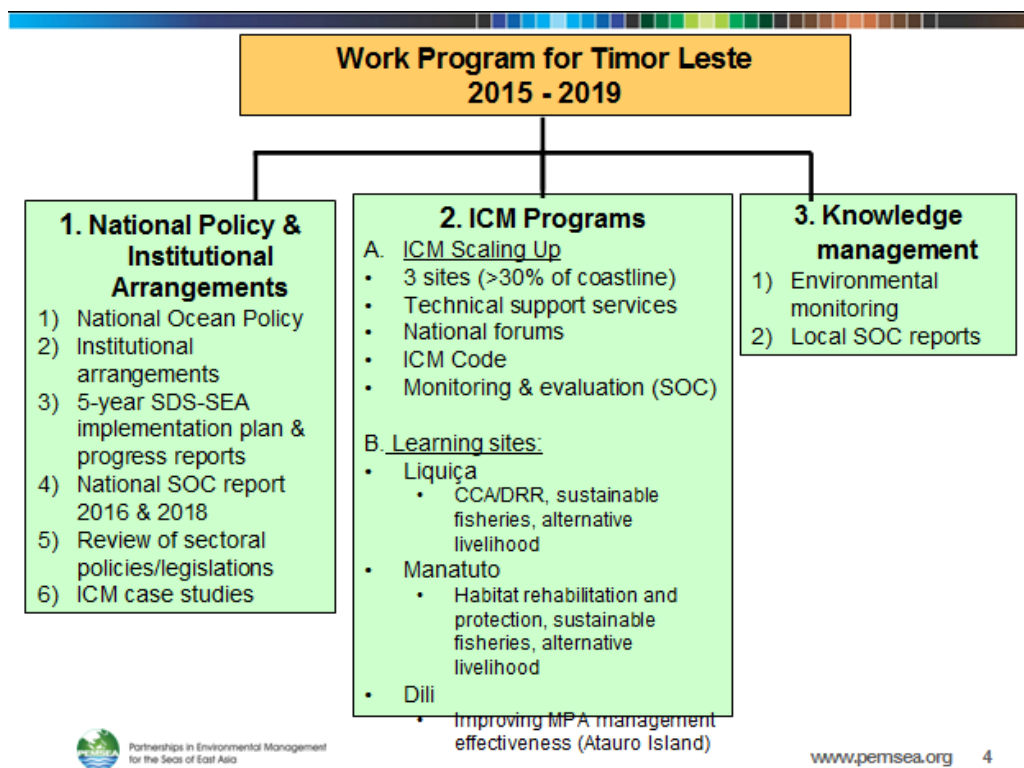 Work Program for Timor Leste
2015 - 2019
1. National Policy &
Institutional
Arrangements
1) National Ocean Policy
2) Institutional
arrangements
3) 5-year SDS-SEA
implementation plan &
progress reports
4) National SOC report
2016 & 2018
5) Review of sectoral
policies/legislations
6) ICM case studies
2. ICM Programs
A. ICM Scaling Up
• 3 sites (>30% of coastline)
• Technical support services
• National forums
• ICM Code
• Monitoring & evaluation (SOC)
B. Learning sites:
• Liquiça
• CCA/DRR, sustainable
fisheries, alternative
livelihood
• Manatuto
• Habitat rehabilitation and
protection, sustainable
fisheries, alternative
livelihood
• Dili
• Improving MPA management
effectiveness (Atauro Island)
3. Knowledge
management
1) Environmental
monitoring
2) Local SOC reports
PEMSEA
Partnerships in Environmental Management
for the Seas of East Asia
www.pemsea.org 4